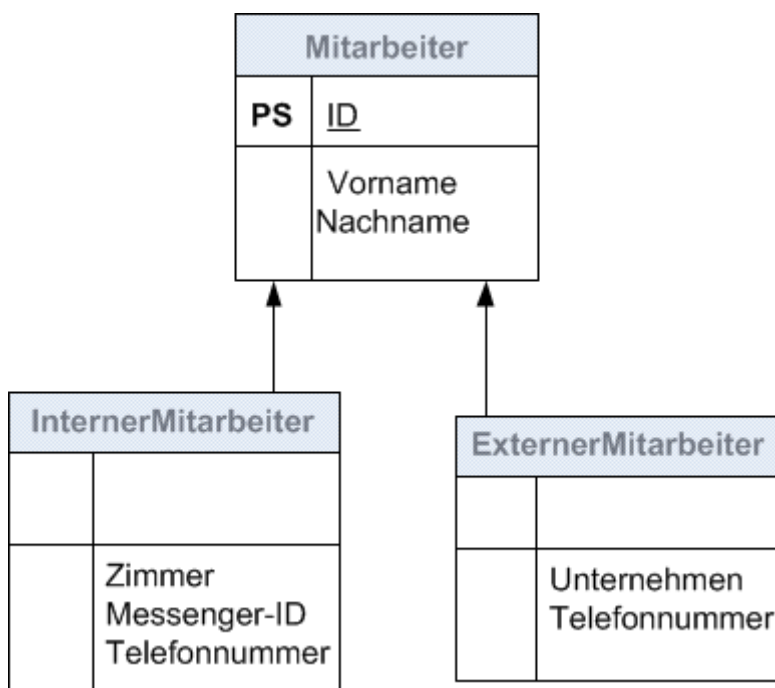 Mitarbeiter
PS ID
Vorname
Nachname
InternerMitarbeiter
Zimmer
Messenger-ID
Telefonnummer
ExternerMitarbeiter
Unternehmen
Telefonnummer